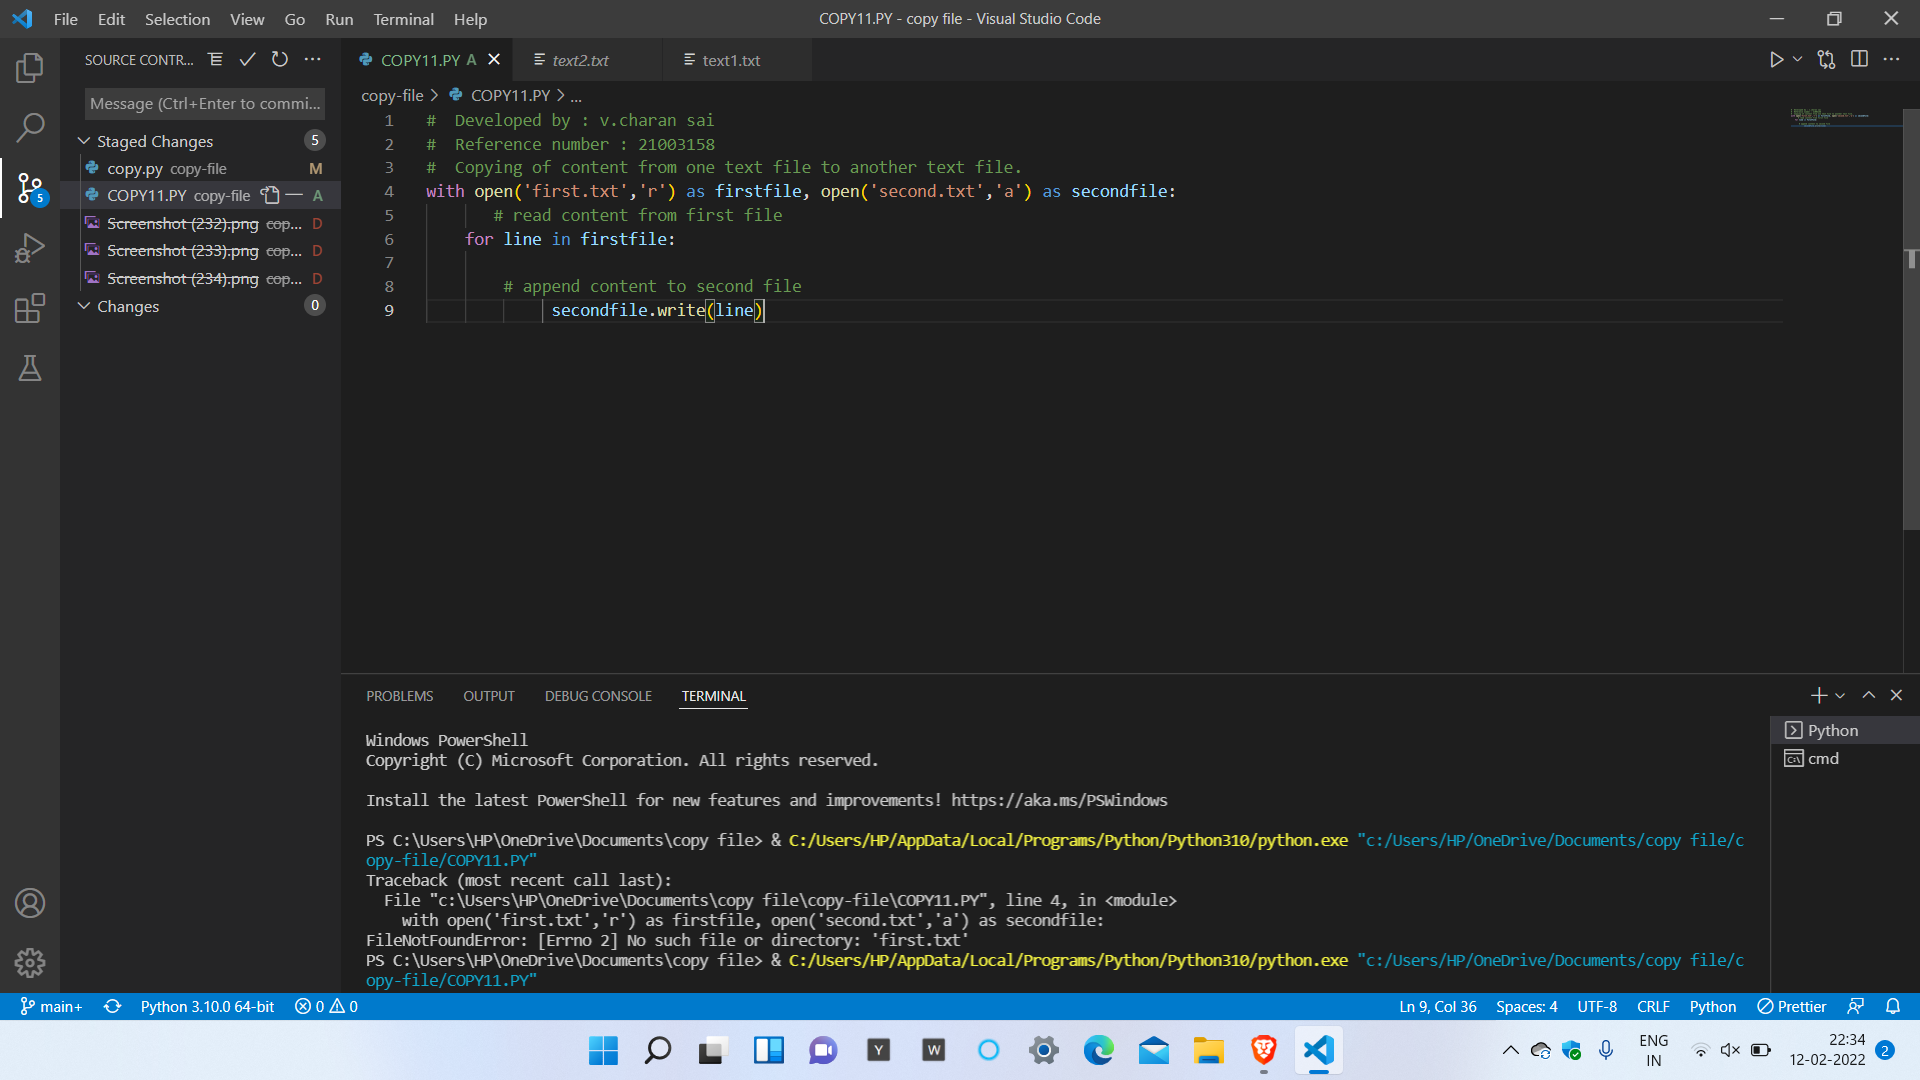 File Edit Selection View Go Run Terminal Help
COPY11.PY - copy file - Visual Studio Code
SOURCE CONTR...
COPY11.PY A
text2.txt
text1.txt
Message (Ctrl+Enter to commi...
copy-file > COPY11.PY > ...
Staged Changes 5
copy.py copy-file M
COPY11.PY copy-file A
Screenshot (232).png cop... D
Screenshot (233).png cop... D
Screenshot (234).png cop... D
Changes 0
5
1 # Developed by : v.charan sai
2 # Reference number : 21003158
3 # Copying of content from one text file to another text file.
4 with open('first.txt','r') as firstfile, open('second.txt','a') as secondfile:
5 # read content from first file
6 for line in firstfile:
7
8 # append content to second file
9 secondfile.write(line)
PROBLEMS OUTPUT DEBUG CONSOLE TERMINAL
Python
cmd
Windows PowerShell
Copyright (C) Microsoft Corporation. All rights reserved.
Install the latest PowerShell for new features and improvements! https://aka.ms/PSWindows
PS C:\Users\HP\OneDrive\Documents\copy file> & C:/Users/HP/AppData/Local/Programs/Python/Python310/python.exe "c:/Users/HP/OneDrive/Documents/copy file/c
opy-file/COPY11.PY"
Traceback (most recent call last):
File "c:\Users\HP\OneDrive\Documents\copy file\copy-file\COPY11.PY", line 4, in <module>
with open('first.txt','r') as firstfile, open('second.txt','a') as secondfile:
FileNotFoundError: [Errno 2] No such file or directory: 'first.txt'
PS C:\Users\HP\OneDrive\Documents\copy file> & C:/Users/HP/AppData/Local/Programs/Python/Python310/python.exe "c:/Users/HP/OneDrive/Documents/copy file/c
opy-file/COPY11.PY"
main+ Python 3.10.0 64-bit 0 0
Ln 9, Col 36 Spaces: 4 UTF-8 CRLF Python Prettier
Y W
ENG
IN
22:34
12-02-2022
2